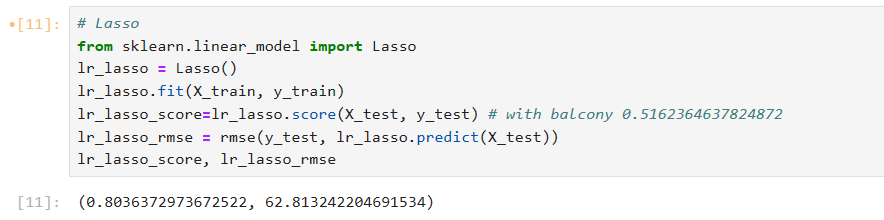 •[11]:
# Lasso
from sklearn.linear_model import Lasso
lr_lasso = Lasso()
lr_lasso.fit(X_train, y_train)
lr_lasso_score=lr_lasso.score(X_test, y_test) # with balcony 0.5162364637824872
lr_lasso_rmse = rmse(y_test, lr_lasso.predict(X_test))
lr_lasso_score, lr_lasso_rmse
[11]: (0.8036372973672522, 62.813242204691534)